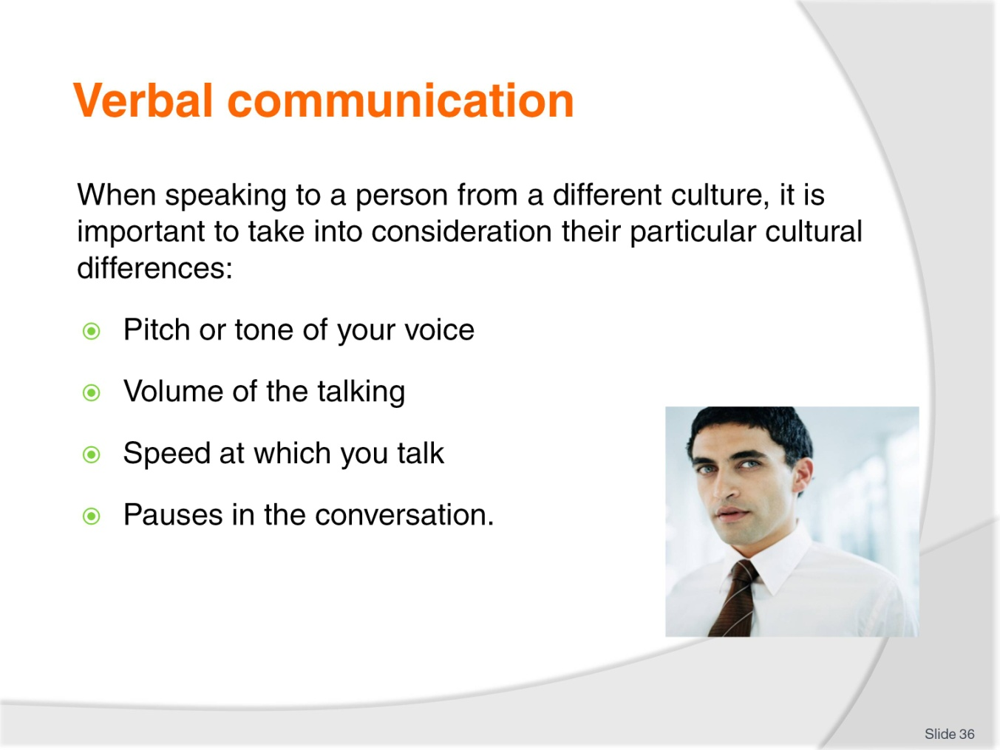 Verbal communication
When speaking to a person from a different culture, it is
important to take into consideration their particular cultural
differences:
Pitch or tone of your voice
Volume of the talking
Speed at which you talk
Pauses in the conversation.
Slide 36